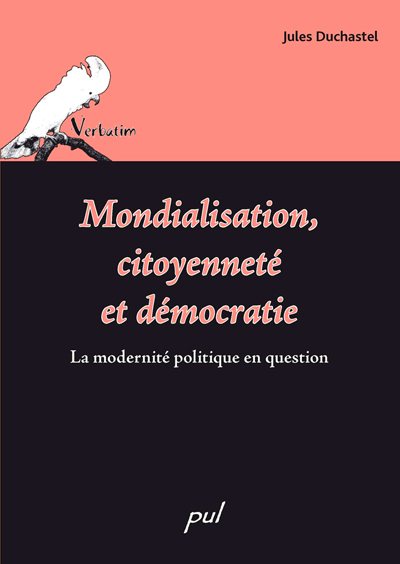 Jules Duchastel
Verbatim
Mondialisation,
citoyenneté
et démocratie
La modernité politique en question
pul